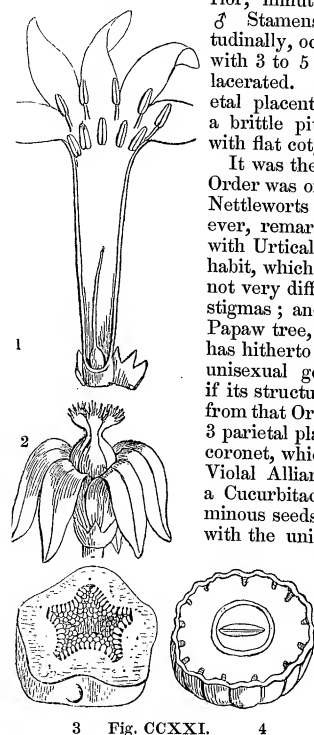 ♂ Stamens
tudinally, oc
with 3 to 5
lacerated.
etal placent
a brittle pi
with flat cot
It was the
Order was o
Nettleworts
ever, remar
with Urtical
habit, which
not very diff
stigmas; and
Papaw tree,
has hitherto
unisexual ge
if its structu
from that Or
3 parietal pla
coronet, whic
Violal Allian
a Cucurbitac
minous seeds
with the uni
1
2
3 Fig. CCXXI. 4